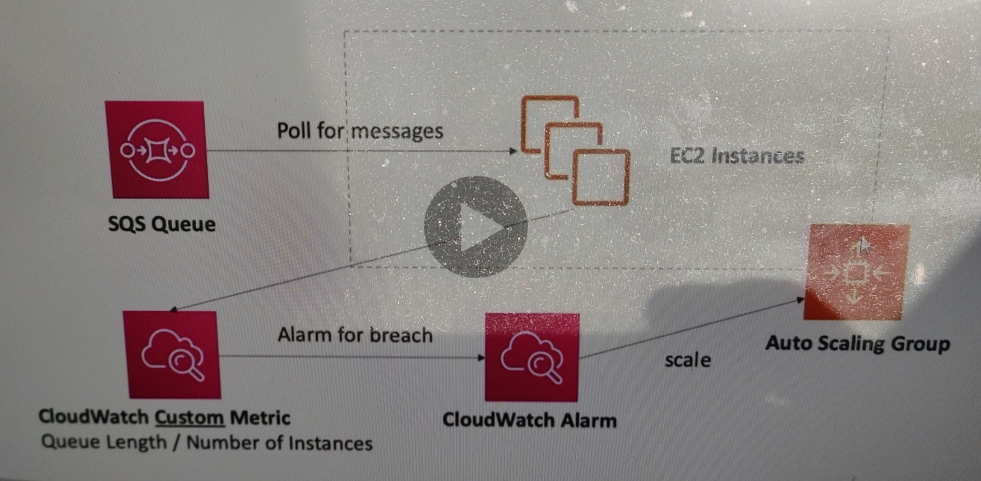 Poll for messages
EC2 Instances
SQS Queue
Alarm for breach
scale
Auto Scaling Group
CloudWatch Custom Metric
Queue Length / Number of Instances
CloudWatch Alarm